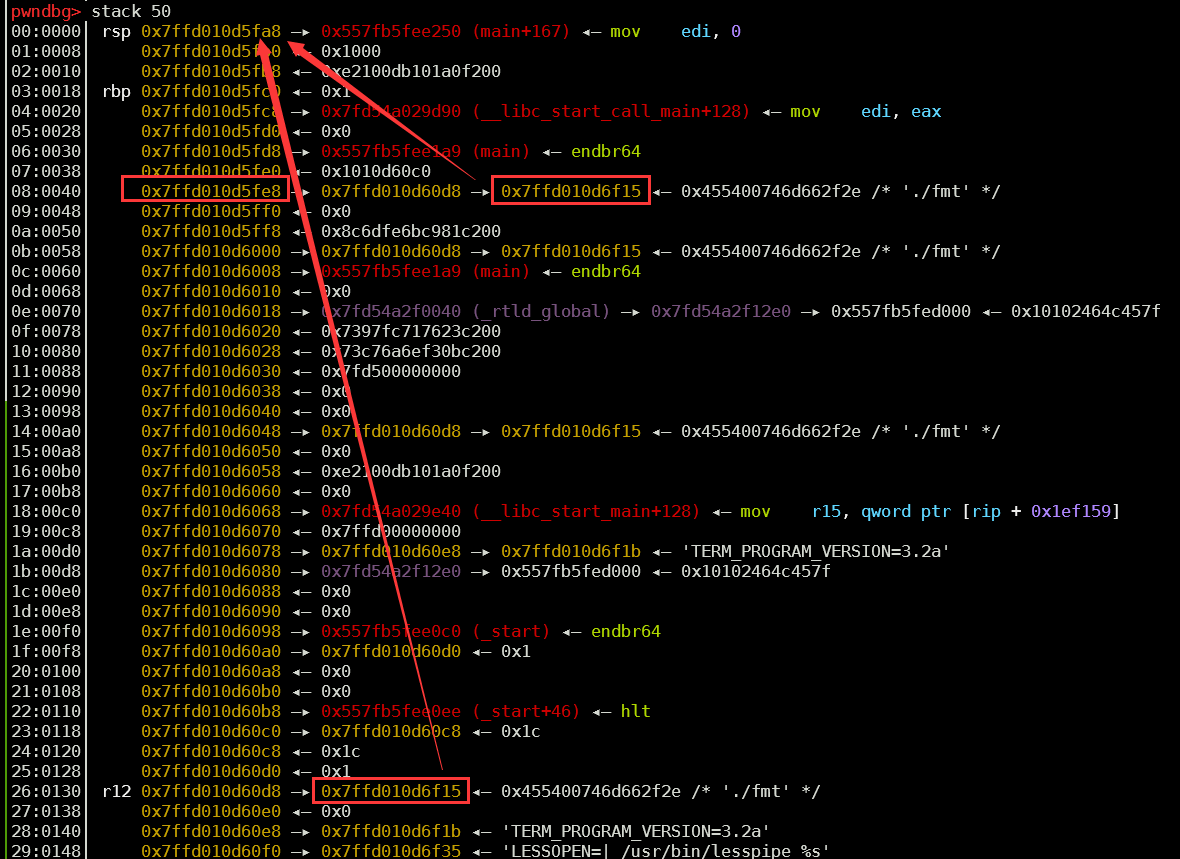 pwndbg> stack 50
00:0000│ rsp 0x7ffd010d5fa8 —▸ 0x557fb5fee250 (main+167) ◂— mov    edi, 0
01:0008│     0x7ffd010d5fb0 ◂— 0x1000
02:0010│     0x7ffd010d5fb8 ◂— 0xe2100db101a0f200
03:0018│ rbp 0x7ffd010d5fc0 ◂— 0x1
04:0020│     0x7ffd010d5fc8 —▸ 0x7fd54a029d90 (__libc_start_call_main+128) ◂— mov    edi, eax
05:0028│     0x7ffd010d5fd0 ◂— 0x0
06:0030│     0x7ffd010d5fd8 —▸ 0x557fb5fee1a9 (main) ◂— endbr64
07:0038│     0x7ffd010d5fe0 ◂— 0x1010d60c0
08:0040│     0x7ffd010d5fe8 —▸ 0x7ffd010d60d8 —▸ 0x7ffd010d6f15 ◂— 0x455400746d662f2e /* './fmt' */
09:0048│     0x7ffd010d5ff0 ◂— 0x0
0a:0050│     0x7ffd010d5ff8 ◂— 0x8c6dfe6bc981c200
0b:0058│     0x7ffd010d6000 —▸ 0x7ffd010d60d8 —▸ 0x7ffd010d6f15 ◂— 0x455400746d662f2e /* './fmt' */
0c:0060│     0x7ffd010d6008 —▸ 0x557fb5fee1a9 (main) ◂— endbr64
0d:0068│     0x7ffd010d6010 ◂— 0x0
0e:0070│     0x7ffd010d6018 —▸ 0x7fd54a2f0040 (_rtld_global) —▸ 0x7fd54a2f12e0 —▸ 0x557fb5fed000 ◂— 0x10102464c457f
0f:0078│     0x7ffd010d6020 ◂— 0x7397fc717623c200
10:0080│     0x7ffd010d6028 ◂— 0x73c76a6ef30bc200
11:0088│     0x7ffd010d6030 ◂— 0x7fd500000000
12:0090│     0x7ffd010d6038 ◂— 0x0
13:0098│     0x7ffd010d6040 ◂— 0x0
14:00a0│     0x7ffd010d6048 —▸ 0x7ffd010d60d8 —▸ 0x7ffd010d6f15 ◂— 0x455400746d662f2e /* './fmt' */
15:00a8│     0x7ffd010d6050 ◂— 0x0
16:00b0│     0x7ffd010d6058 ◂— 0xe2100db101a0f200
17:00b8│     0x7ffd010d6060 ◂— 0x0
18:00c0│     0x7ffd010d6068 —▸ 0x7fd54a029e40 (__libc_start_main+128) ◂— mov    r15, qword ptr [rip + 0x1ef159]
19:00c8│     0x7ffd010d6070 ◂— 0x7ffd00000000
1a:00d0│     0x7ffd010d6078 —▸ 0x7ffd010d60e8 —▸ 0x7ffd010d6f1b ◂— 'TERM_PROGRAM_VERSION=3.2a'
1b:00d8│     0x7ffd010d6080 —▸ 0x7fd54a2f12e0 —▸ 0x557fb5fed000 ◂— 0x10102464c457f
1c:00e0│     0x7ffd010d6088 ◂— 0x0
1d:00e8│     0x7ffd010d6090 ◂— 0x0
1e:00f0│     0x7ffd010d6098 —▸ 0x557fb5fee0c0 (_start) ◂— endbr64
1f:00f8│     0x7ffd010d60a0 —▸ 0x7ffd010d60d0 ◂— 0x1
20:0100│     0x7ffd010d60a8 ◂— 0x0
21:0108│     0x7ffd010d60b0 ◂— 0x0
22:0110│     0x7ffd010d60b8 —▸ 0x557fb5fee0ee (_start+46) ◂— hlt
23:0118│     0x7ffd010d60c0 —▸ 0x7ffd010d60c8 ◂— 0x1c
24:0120│     0x7ffd010d60c8 ◂— 0x1c
25:0128│     0x7ffd010d60d0 ◂— 0x1
26:0130│ r12 0x7ffd010d60d8 —▸ 0x7ffd010d6f15 ◂— 0x455400746d662f2e /* './fmt' */
27:0138│     0x7ffd010d60e0 ◂— 0x0
28:0140│     0x7ffd010d60e8 —▸ 0x7ffd010d6f1b ◂— 'TERM_PROGRAM_VERSION=3.2a'
29:0148│     0x7ffd010d60f0 —▸ 0x7ffd010d6f35 ◂— 'LESSOPEN=| /usr/bin/lesspipe %s'